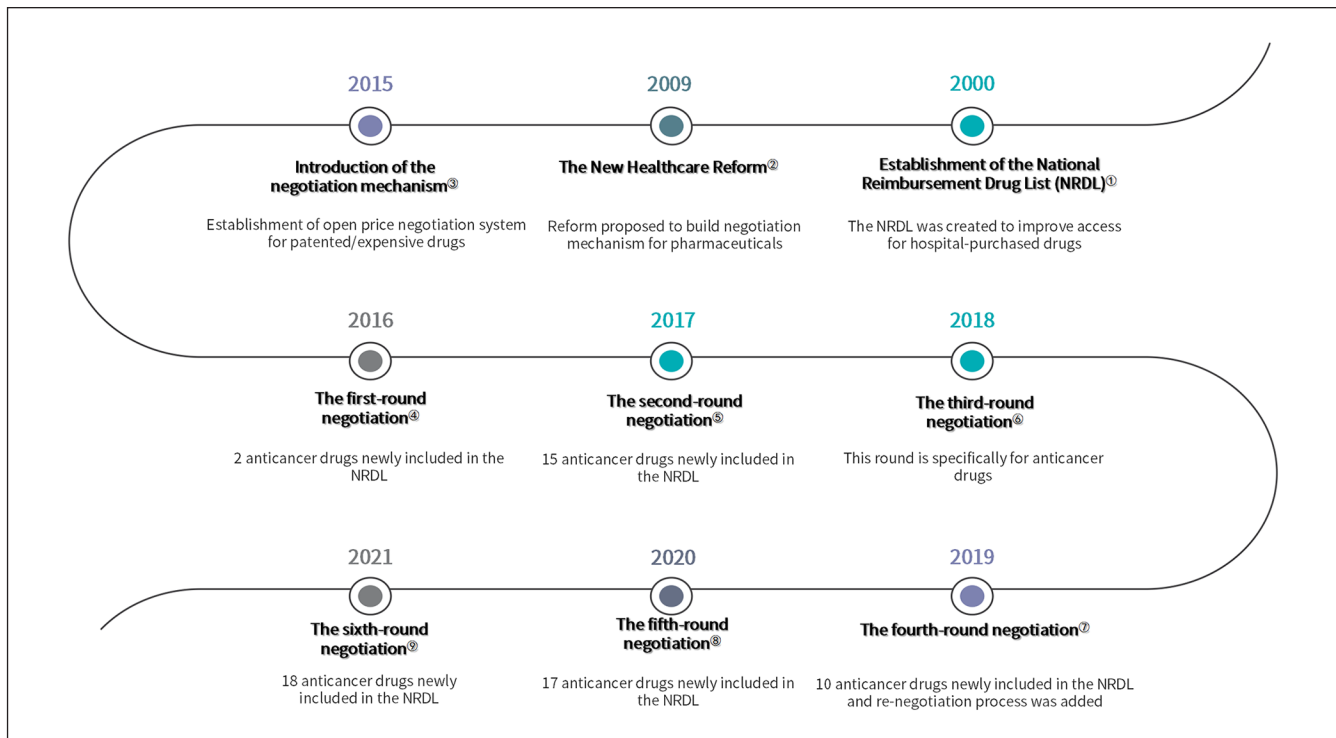 2015
Introduction of the
negotiation mechanism③
Establishment of open price negotiation system
for patented/expensive drugs
2009
The New Healthcare Reform②
Reform proposed to build negotiation
mechanism for pharmaceuticals
2000
Establishment of the National
Reimbursement Drug List (NRDL)①
The NRDL was created to improve access
for hospital-purchased drugs
2016
The first-round
negotiation④
2 anticancer drugs newly included in the
NRDL
2017
The second-round
negotiation⑤
15 anticancer drugs newly included in
the NRDL
2018
The third-round
negotiation⑥
This round is specifically for anticancer
drugs
2021
The sixth-round
negotiation⑨
18 anticancer drugs newly
included in the NRDL
2020
The fifth-round
negotiation⑧
17 anticancer drugs newly included in
the NRDL
2019
The fourth-round negotiation⑦
10 anticancer drugs newly included in the NRDL
and re-negotiation process was added